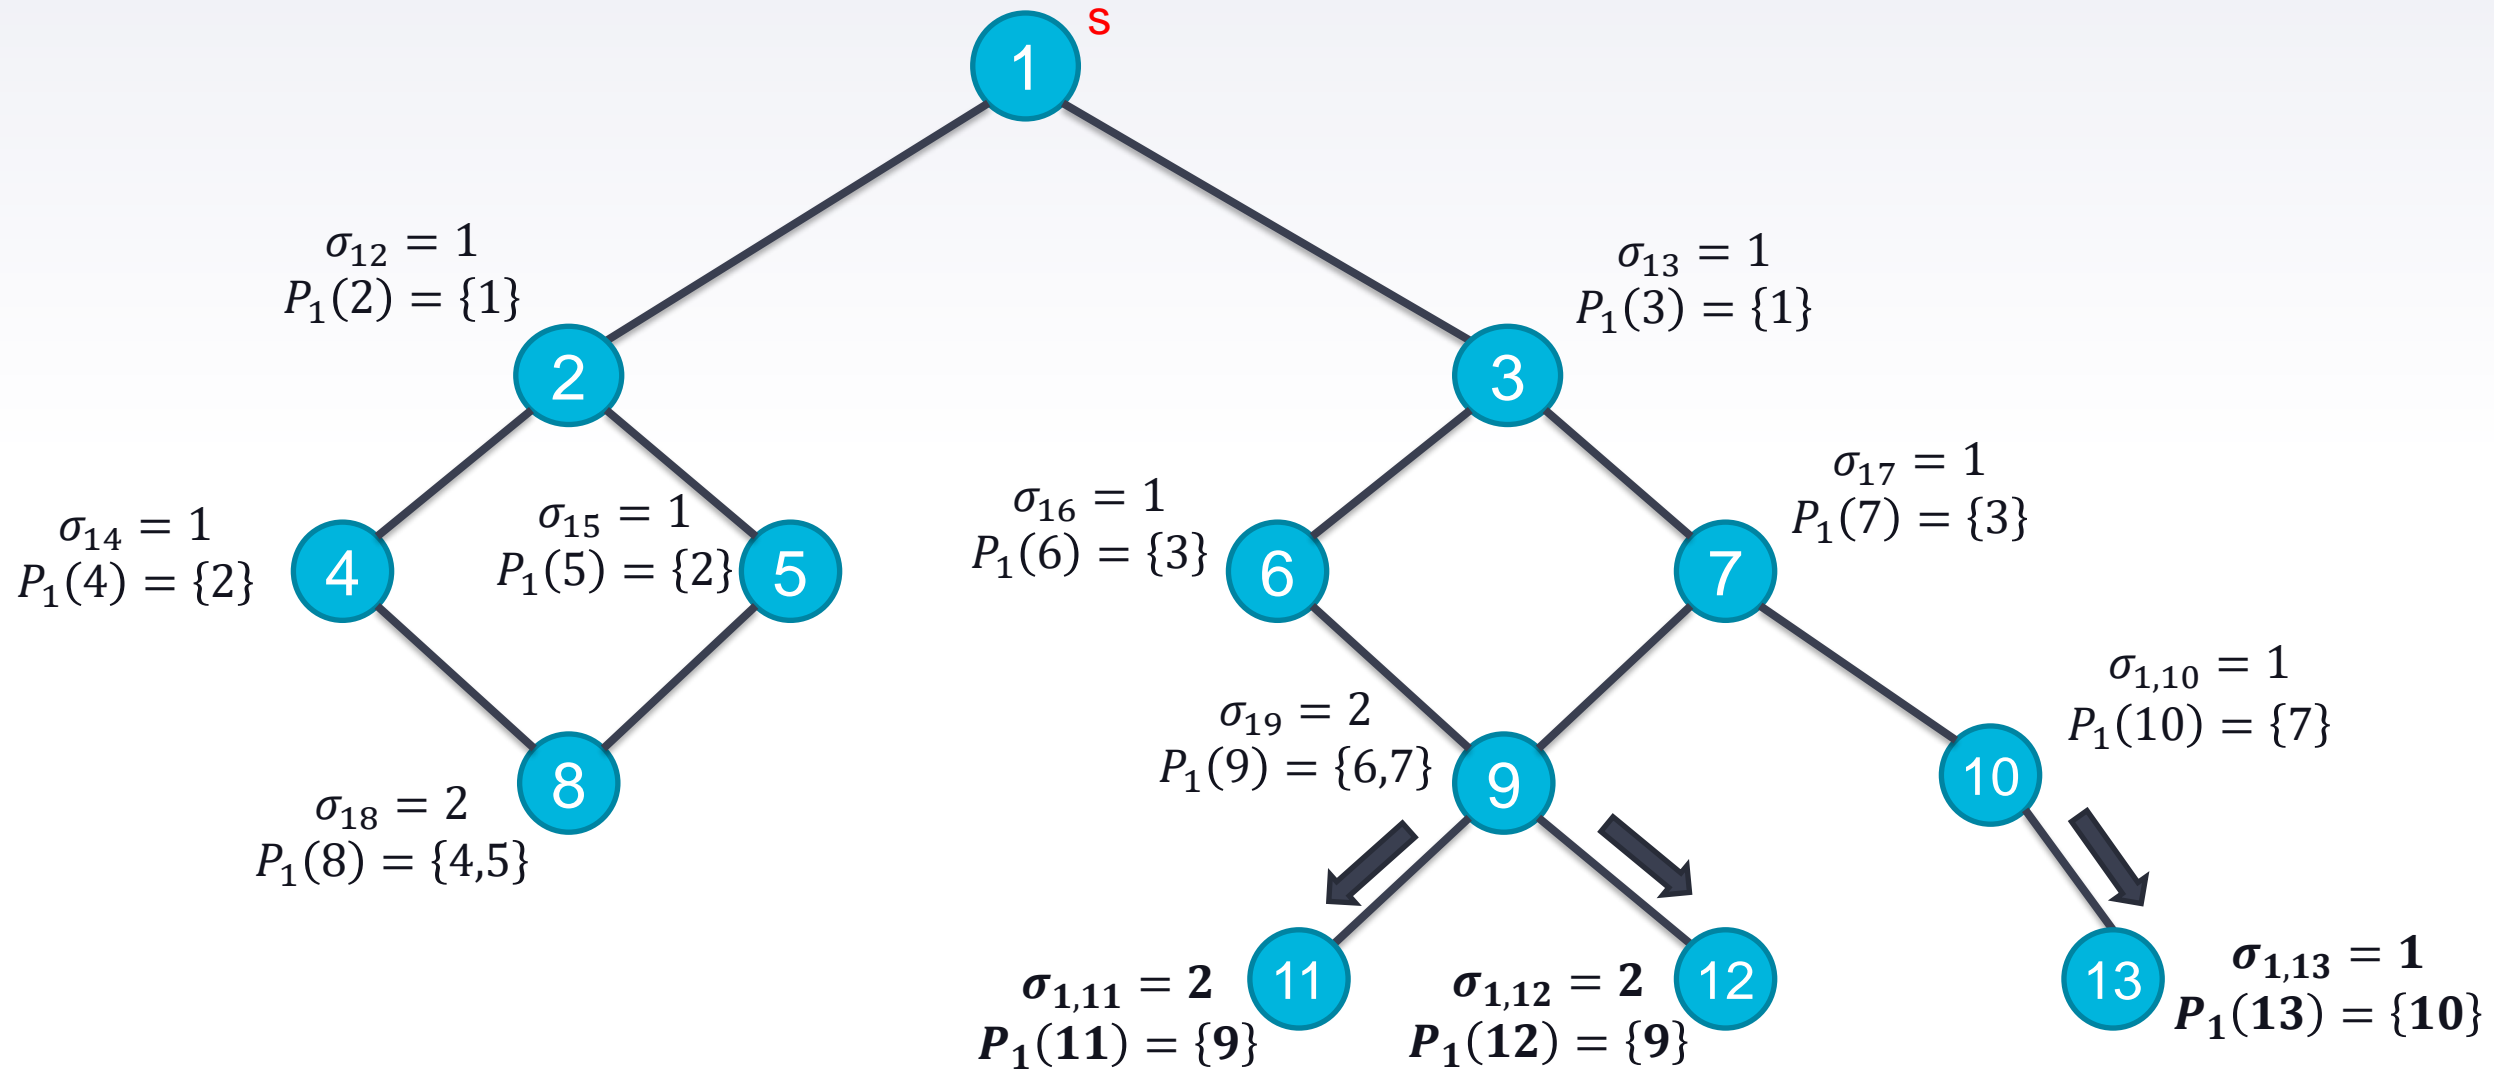 1
s
σ₁₂ = 1
P₁(2) = {1}
σ₁₃ = 1
P₁(3) = {1}
2
3
σ₁₄ = 1
P₁(4) = {2}
4
σ₁₅ = 1
P₁(5) = {2}
5
σ₁₆ = 1
P₁(6) = {3}
6
7
σ₁₇ = 1
P₁(7) = {3}
σ₁₈ = 2
P₁(8) = {4,5}
8
σ₁₉ = 2
P₁(9) = {6,7}
9
10
σ₁,₁₀ = 1
P₁(10) = {7}
σ₁,₁₁ = 2
P₁(11) = {9}
11
σ₁,₁₂ = 2
P₁(12) = {9}
12
13
σ₁,₁₃ = 1
P₁(13) = {10}